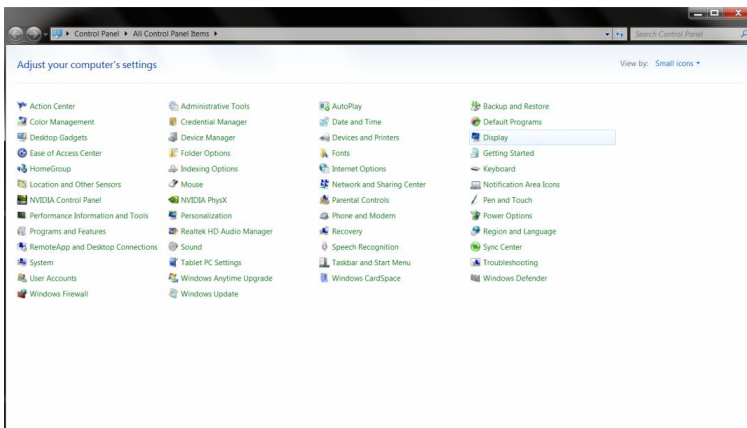 Control Panel ▸ All Control Panel Items ▸ Search Control Panel
Adjust your computer's settings View by: Small icons
Action Center Administrative Tools AutoPlay Backup and Restore
Color Management Credential Manager Date and Time Default Programs
Desktop Gadgets Device Manager Devices and Printers Display
Ease of Access Center Folder Options Fonts Getting Started
HomeGroup Indexing Options Internet Options Keyboard
Location and Other Sensors Mouse Network and Sharing Center Notification Area Icons
NVIDIA Control Panel NVIDIA PhysX Parental Controls Pen and Touch
Performance Information and Tools Personalization Phone and Modem Power Options
Programs and Features Realtek HD Audio Manager Recovery Region and Language
RemoteApp and Desktop Connections Sound Speech Recognition Sync Center
System Tablet PC Settings Taskbar and Start Menu Troubleshooting
User Accounts Windows Anytime Upgrade Windows CardSpace Windows Defender
Windows Firewall Windows Update